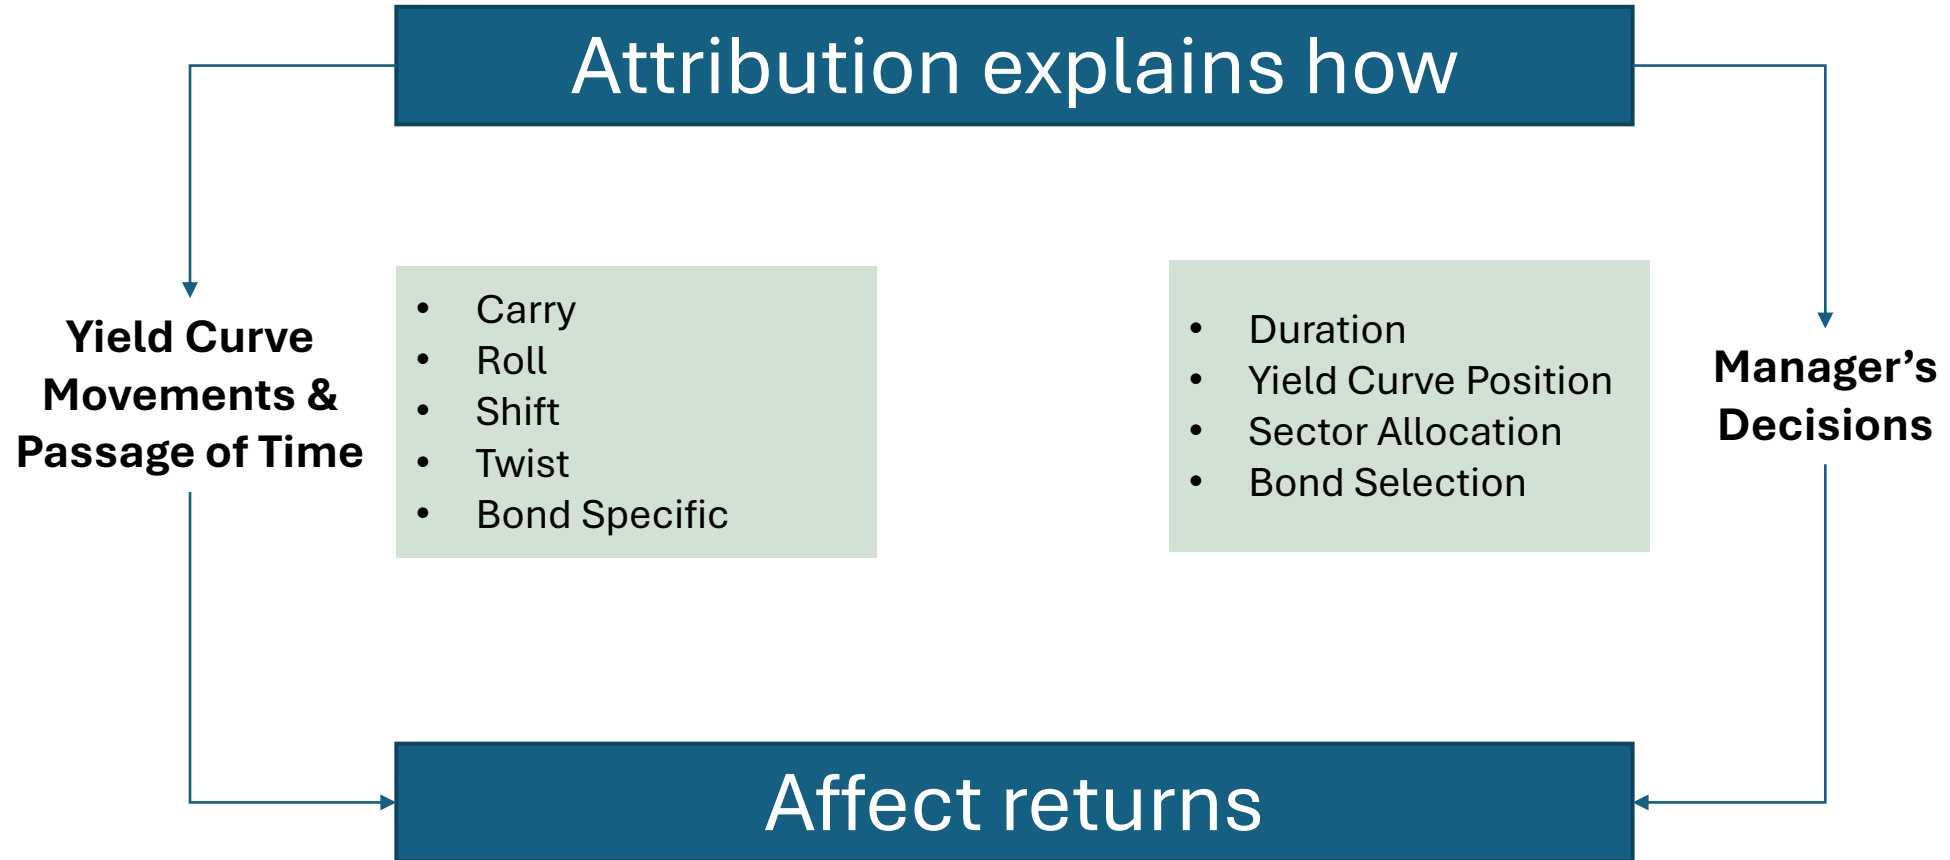 Attribution explains how
Yield Curve
Movements &
Passage of Time
• Carry
• Roll
• Shift
• Twist
• Bond Specific
• Duration
• Yield Curve Position
• Sector Allocation
• Bond Selection
Manager’s
Decisions
Affect returns